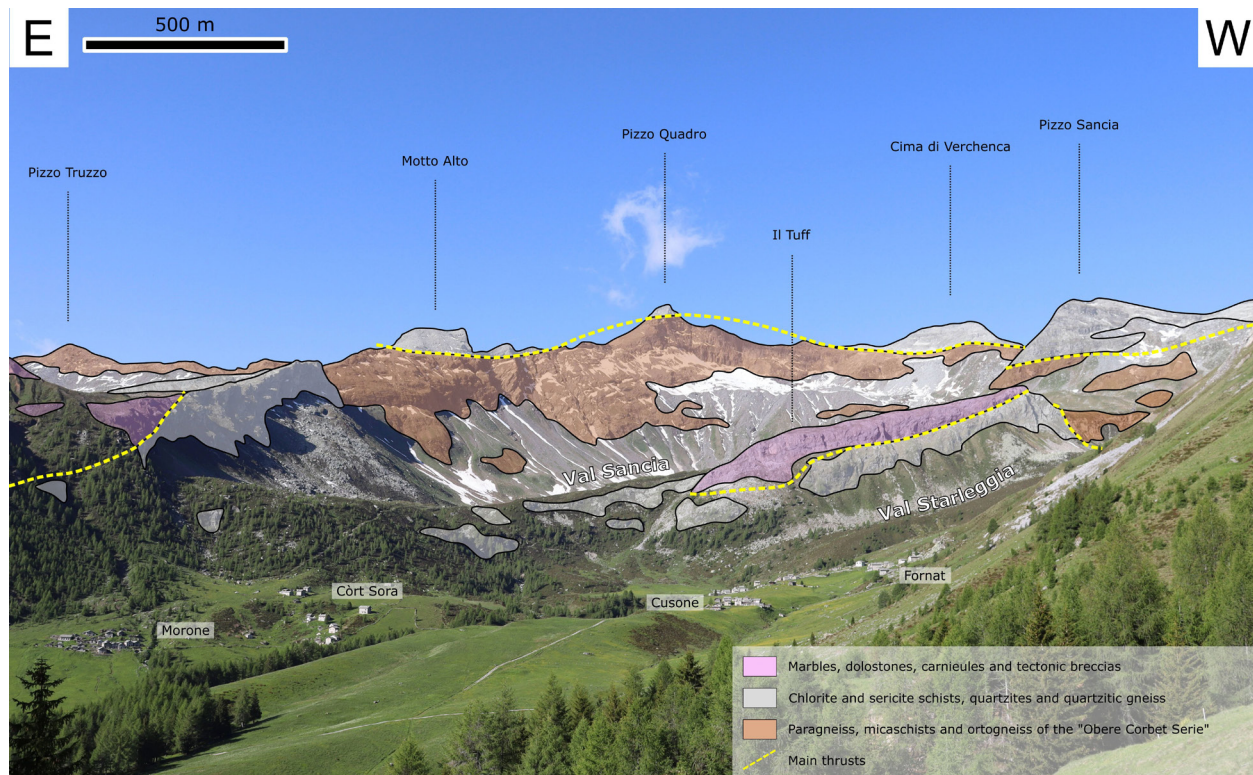 E
500 m
W
Pizzo Sancia
Pizzo Quadro
Cima di Verchenca
Motto Alto
Pizzo Truzzo
Il Tuff
Val Sancia
Val Starleggia
Fornat
Còrt Sora
Cusone
Morone
Marbles, dolostones, carnieules and tectonic breccias
Chlorite and sericite schists, quartzites and quartzitic gneiss
Paragneiss, micaschists and ortogneiss of the "Obere Corbet Serie"
Main thrusts